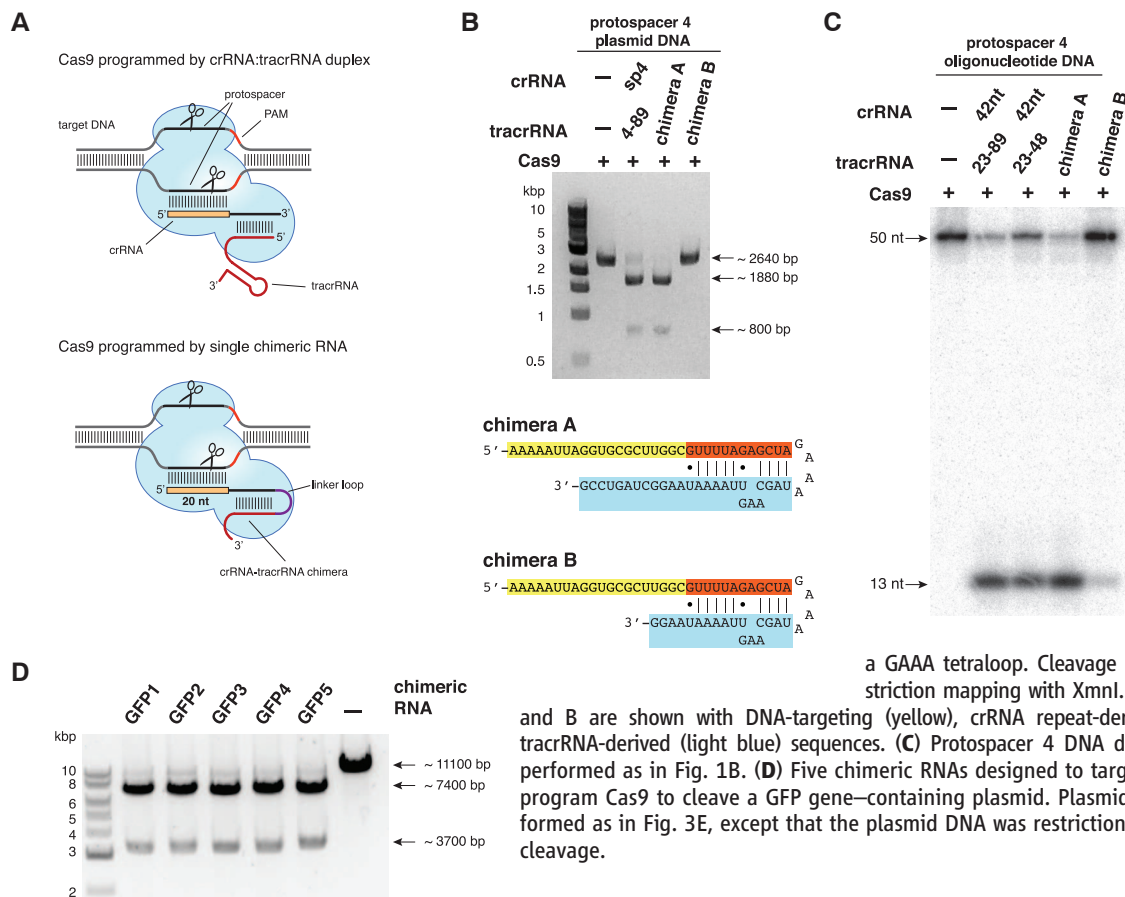 A
Cas9 programmed by crRNA:tracrRNA duplex
protospacer
target DNA
PAM
5'
3'
5'
crRNA
3'
tracrRNA
Cas9 programmed by single chimeric RNA
linker loop
5'
20 nt
3'
crRNA-tracrRNA chimera
B
protospacer 4
plasmid DNA
crRNA – sp4 chimera A chimera B
tracrRNA – 4-89
Cas9 + + + +
kbp
10
5
3
2
1.5
1
0.5
~ 2640 bp
~ 1880 bp
~ 800 bp
chimera A
5'-AAAAAUUAGGUGCGCUUGGCGUUUUAGAGCUA
G
A
A
A
3'-GCCUGAUCGGAAUAAAAUU CGAU
GAA
chimera B
5'-AAAAAUUAGGUGCGCUUGGCGUUUUAGAGCUA
G
A
A
A
3'-GGAAUAAAAUU CGAU
GAA
C
protospacer 4
oligonucleotide DNA
crRNA – 42nt 42nt chimera A chimera B
tracrRNA – 23-89 23-48
Cas9 + + + + +
50 nt
13 nt
D
GFP1 GFP2 GFP3 GFP4 GFP5 – chimeric
RNA
kbp
10
8
6
5
4
3
2
~ 11100 bp
~ 7400 bp
~ 3700 bp
a GAAA tetraloop. Cleavage
striction mapping with XmnI.
and B are shown with DNA-targeting (yellow), crRNA repeat-der
tracrRNA-derived (light blue) sequences. (C) Protospacer 4 DNA d
performed as in Fig. 1B. (D) Five chimeric RNAs designed to targ
program Cas9 to cleave a GFP gene–containing plasmid. Plasmid
formed as in Fig. 3E, except that the plasmid DNA was restriction
cleavage.